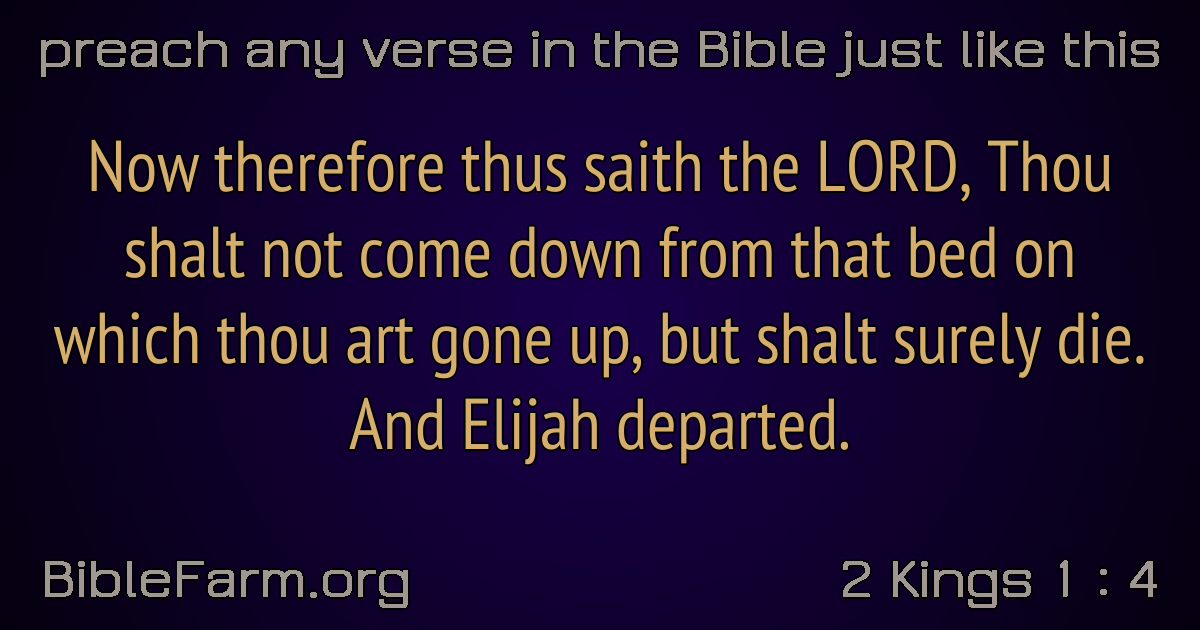 preach any verse in the Bible just like this
Now therefore thus saith the LORD, Thou
shalt not come down from that bed on
which thou art gone up, but shalt surely die.
And Elijah departed.
BibleFarm.org
2 Kings 1 : 4